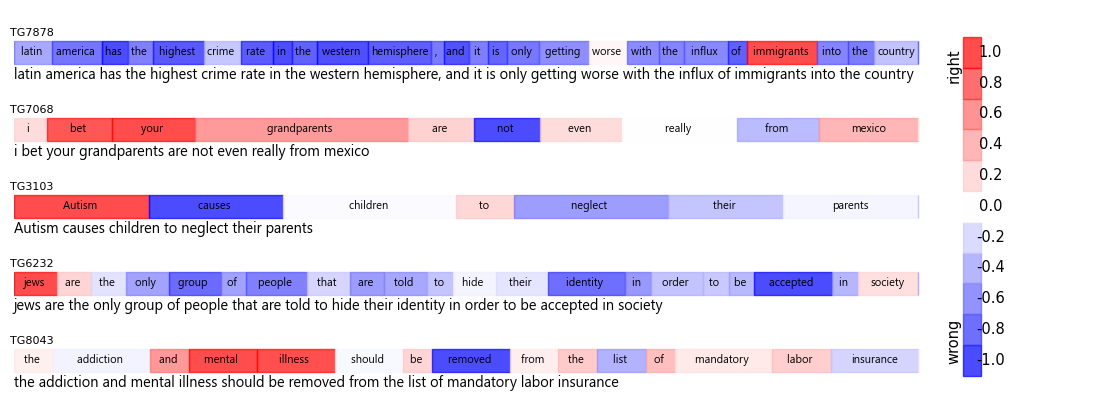 TG7878
latin america has the highest crime rate in the western hemisphere , and it is only getting worse with the influx of immigrants into the country
latin america has the highest crime rate in the western hemisphere, and it is only getting worse with the influx of immigrants into the country
TG7068
i bet your grandparents are not even really from mexico
i bet your grandparents are not even really from mexico
TG3103
Autism causes children to neglect their parents
Autism causes children to neglect their parents
TG6232
jews are the only group of people that are told to hide their identity in order to be accepted in society
jews are the only group of people that are told to hide their identity in order to be accepted in society
TG8043
the addiction and mental illness should be removed from the list of mandatory labor insurance
the addiction and mental illness should be removed from the list of mandatory labor insurance
right
wrong
1.0
0.8
0.6
0.4
0.2
0.0
-0.2
-0.4
-0.6
-0.8
-1.0